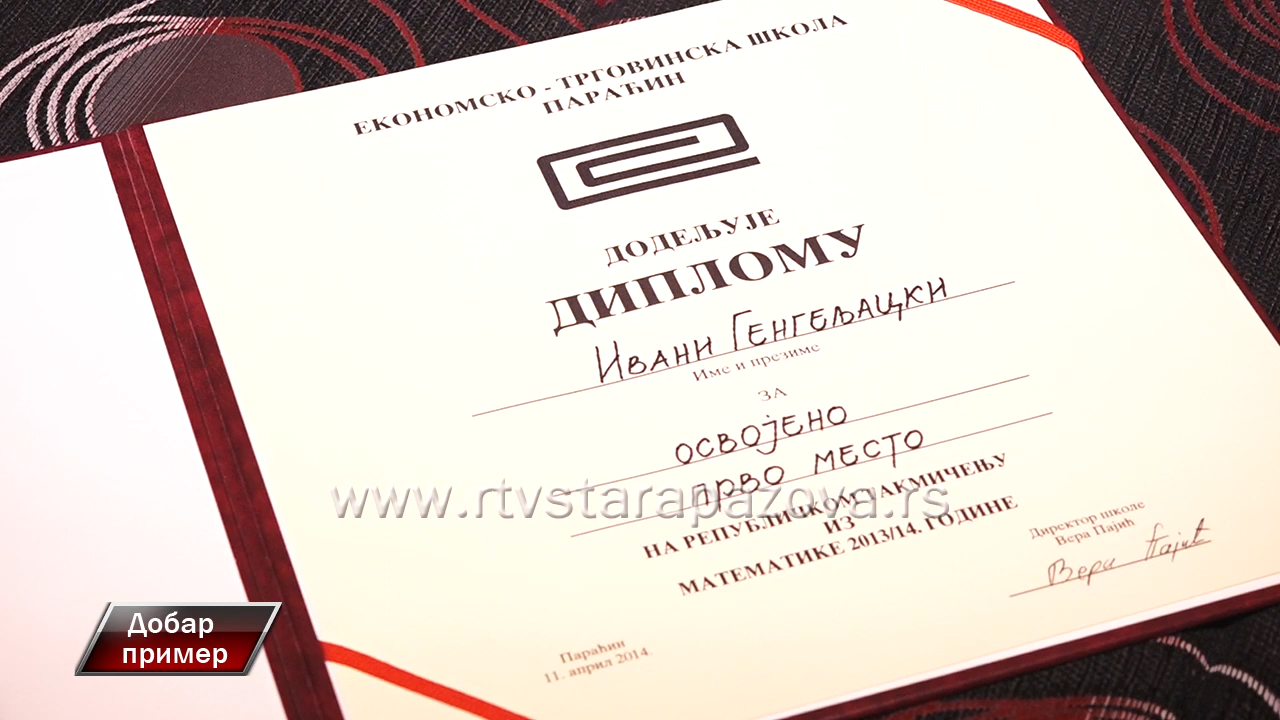 ЕКОНОМСКО - ТРГОВИНСКА ШКОЛА
ПАРАЋИН
ДОДЕЉУЈЕ
ДИПЛОМУ
Ивани Генгељацки
Име и презиме
ЗА
освојено
прво место
www.rtvstarapazova.rs
НА РЕПУБЛИЧКОМ ТАКМИЧЕЊУ
ИЗ
МАТЕМАТИКЕ 2013/14. ГОДИНЕ
Директор школе
Вера Пајић
Вера Пајић
Параћин
11. април 2014.
Добар
пример